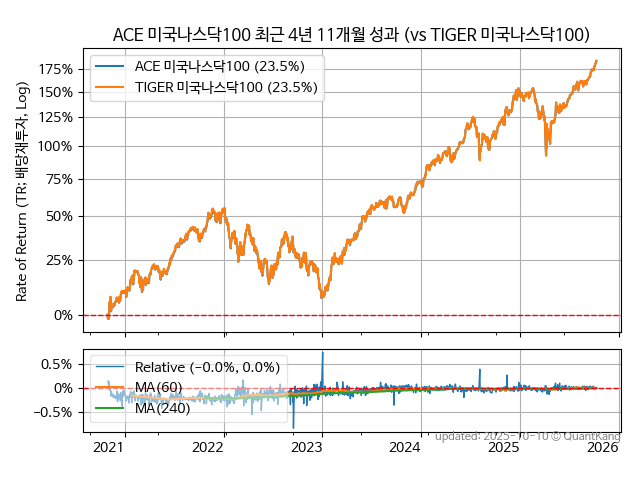 ACE 미국나스닥100 최근 4년 11개월 성과 (vs TIGER 미국나스닥100)
Rate of Return (TR: 배당재투자, Log)
175%
150%
125%
100%
75%
50%
25%
0%
ACE 미국나스닥100 (23.5%)
TIGER 미국나스닥100 (23.5%)
0.5%
0%
−0.5%
Relative (−0.0%, 0.0%)
MA(60)
MA(240)
updated: 2025-10-10 © QuantKang
2021 2022 2023 2024 2025 2026